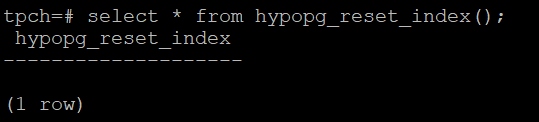 tpch=# select * from hypopg_reset_index();
 hypopg_reset_index
---------------------

(1 row)